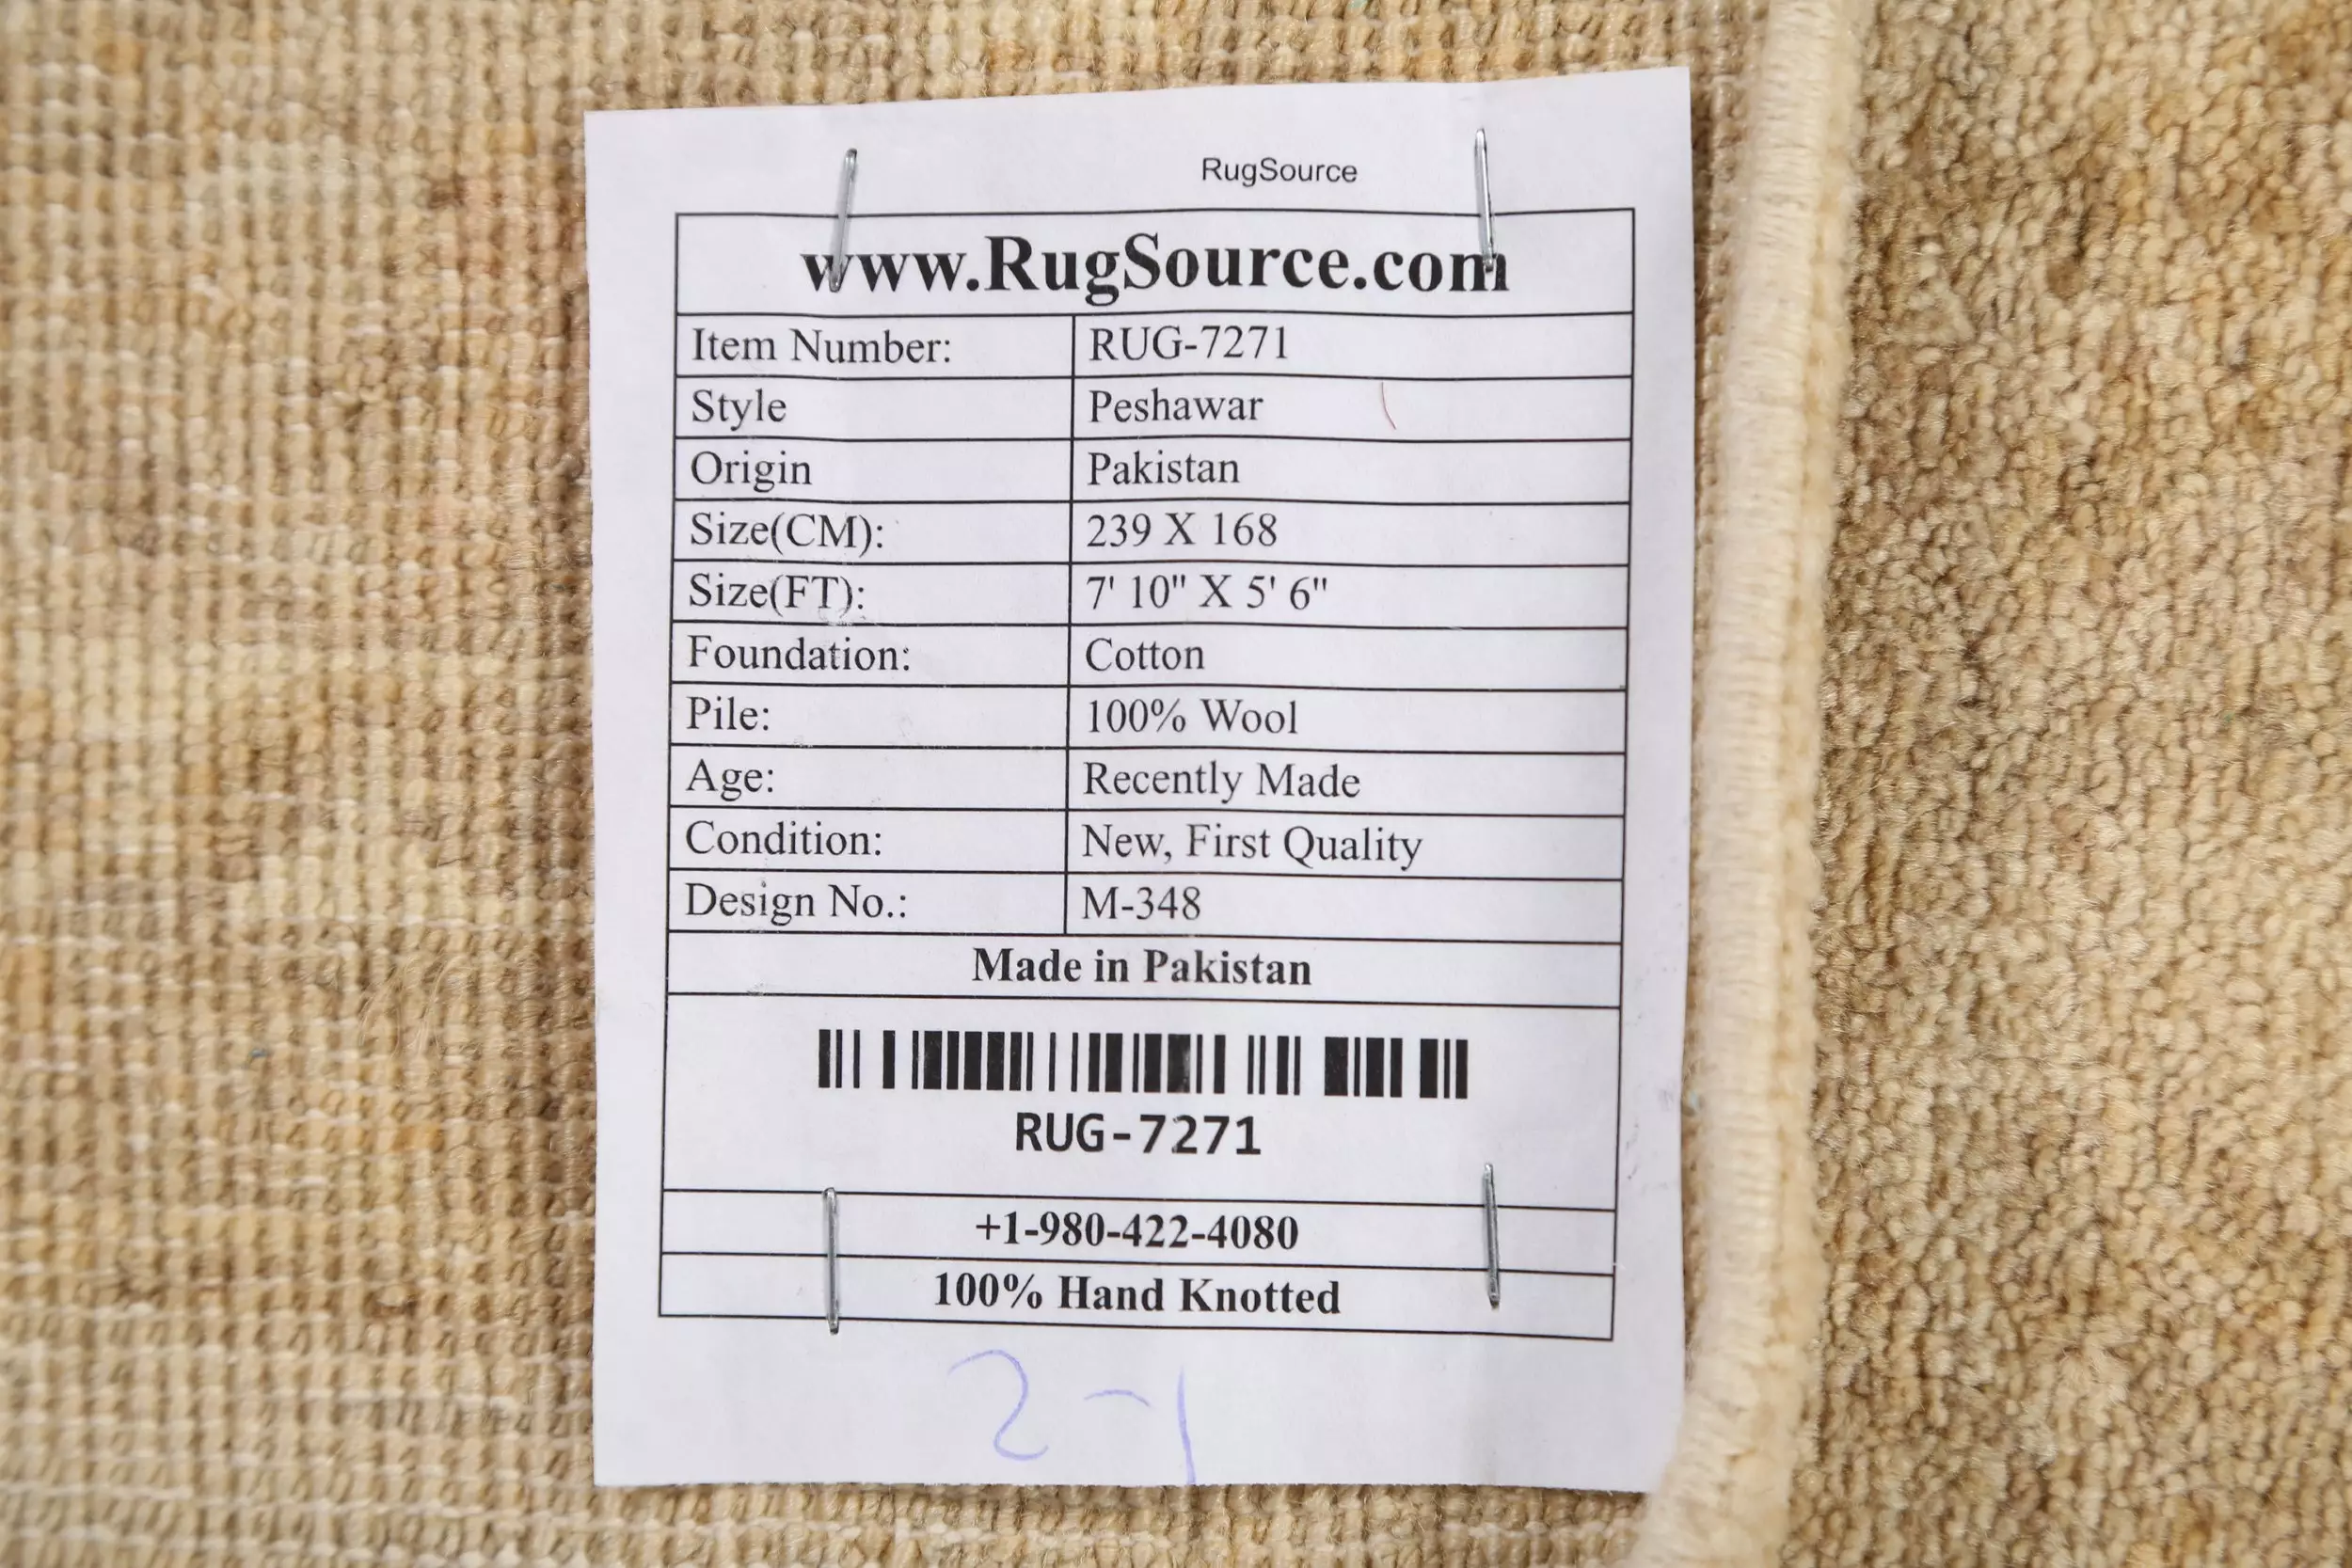 RugSource
www.RugSource.com
Item Number: RUG-7271
Style Peshawar
Origin Pakistan
Size(CM): 239 X 168
Size(FT): 7' 10" X 5' 6"
Foundation: Cotton
Pile: 100% Wool
Age: Recently Made
Condition: New, First Quality
Design No.: M-348
Made in Pakistan
RUG-7271
+1-980-422-4080
100% Hand Knotted
2-1